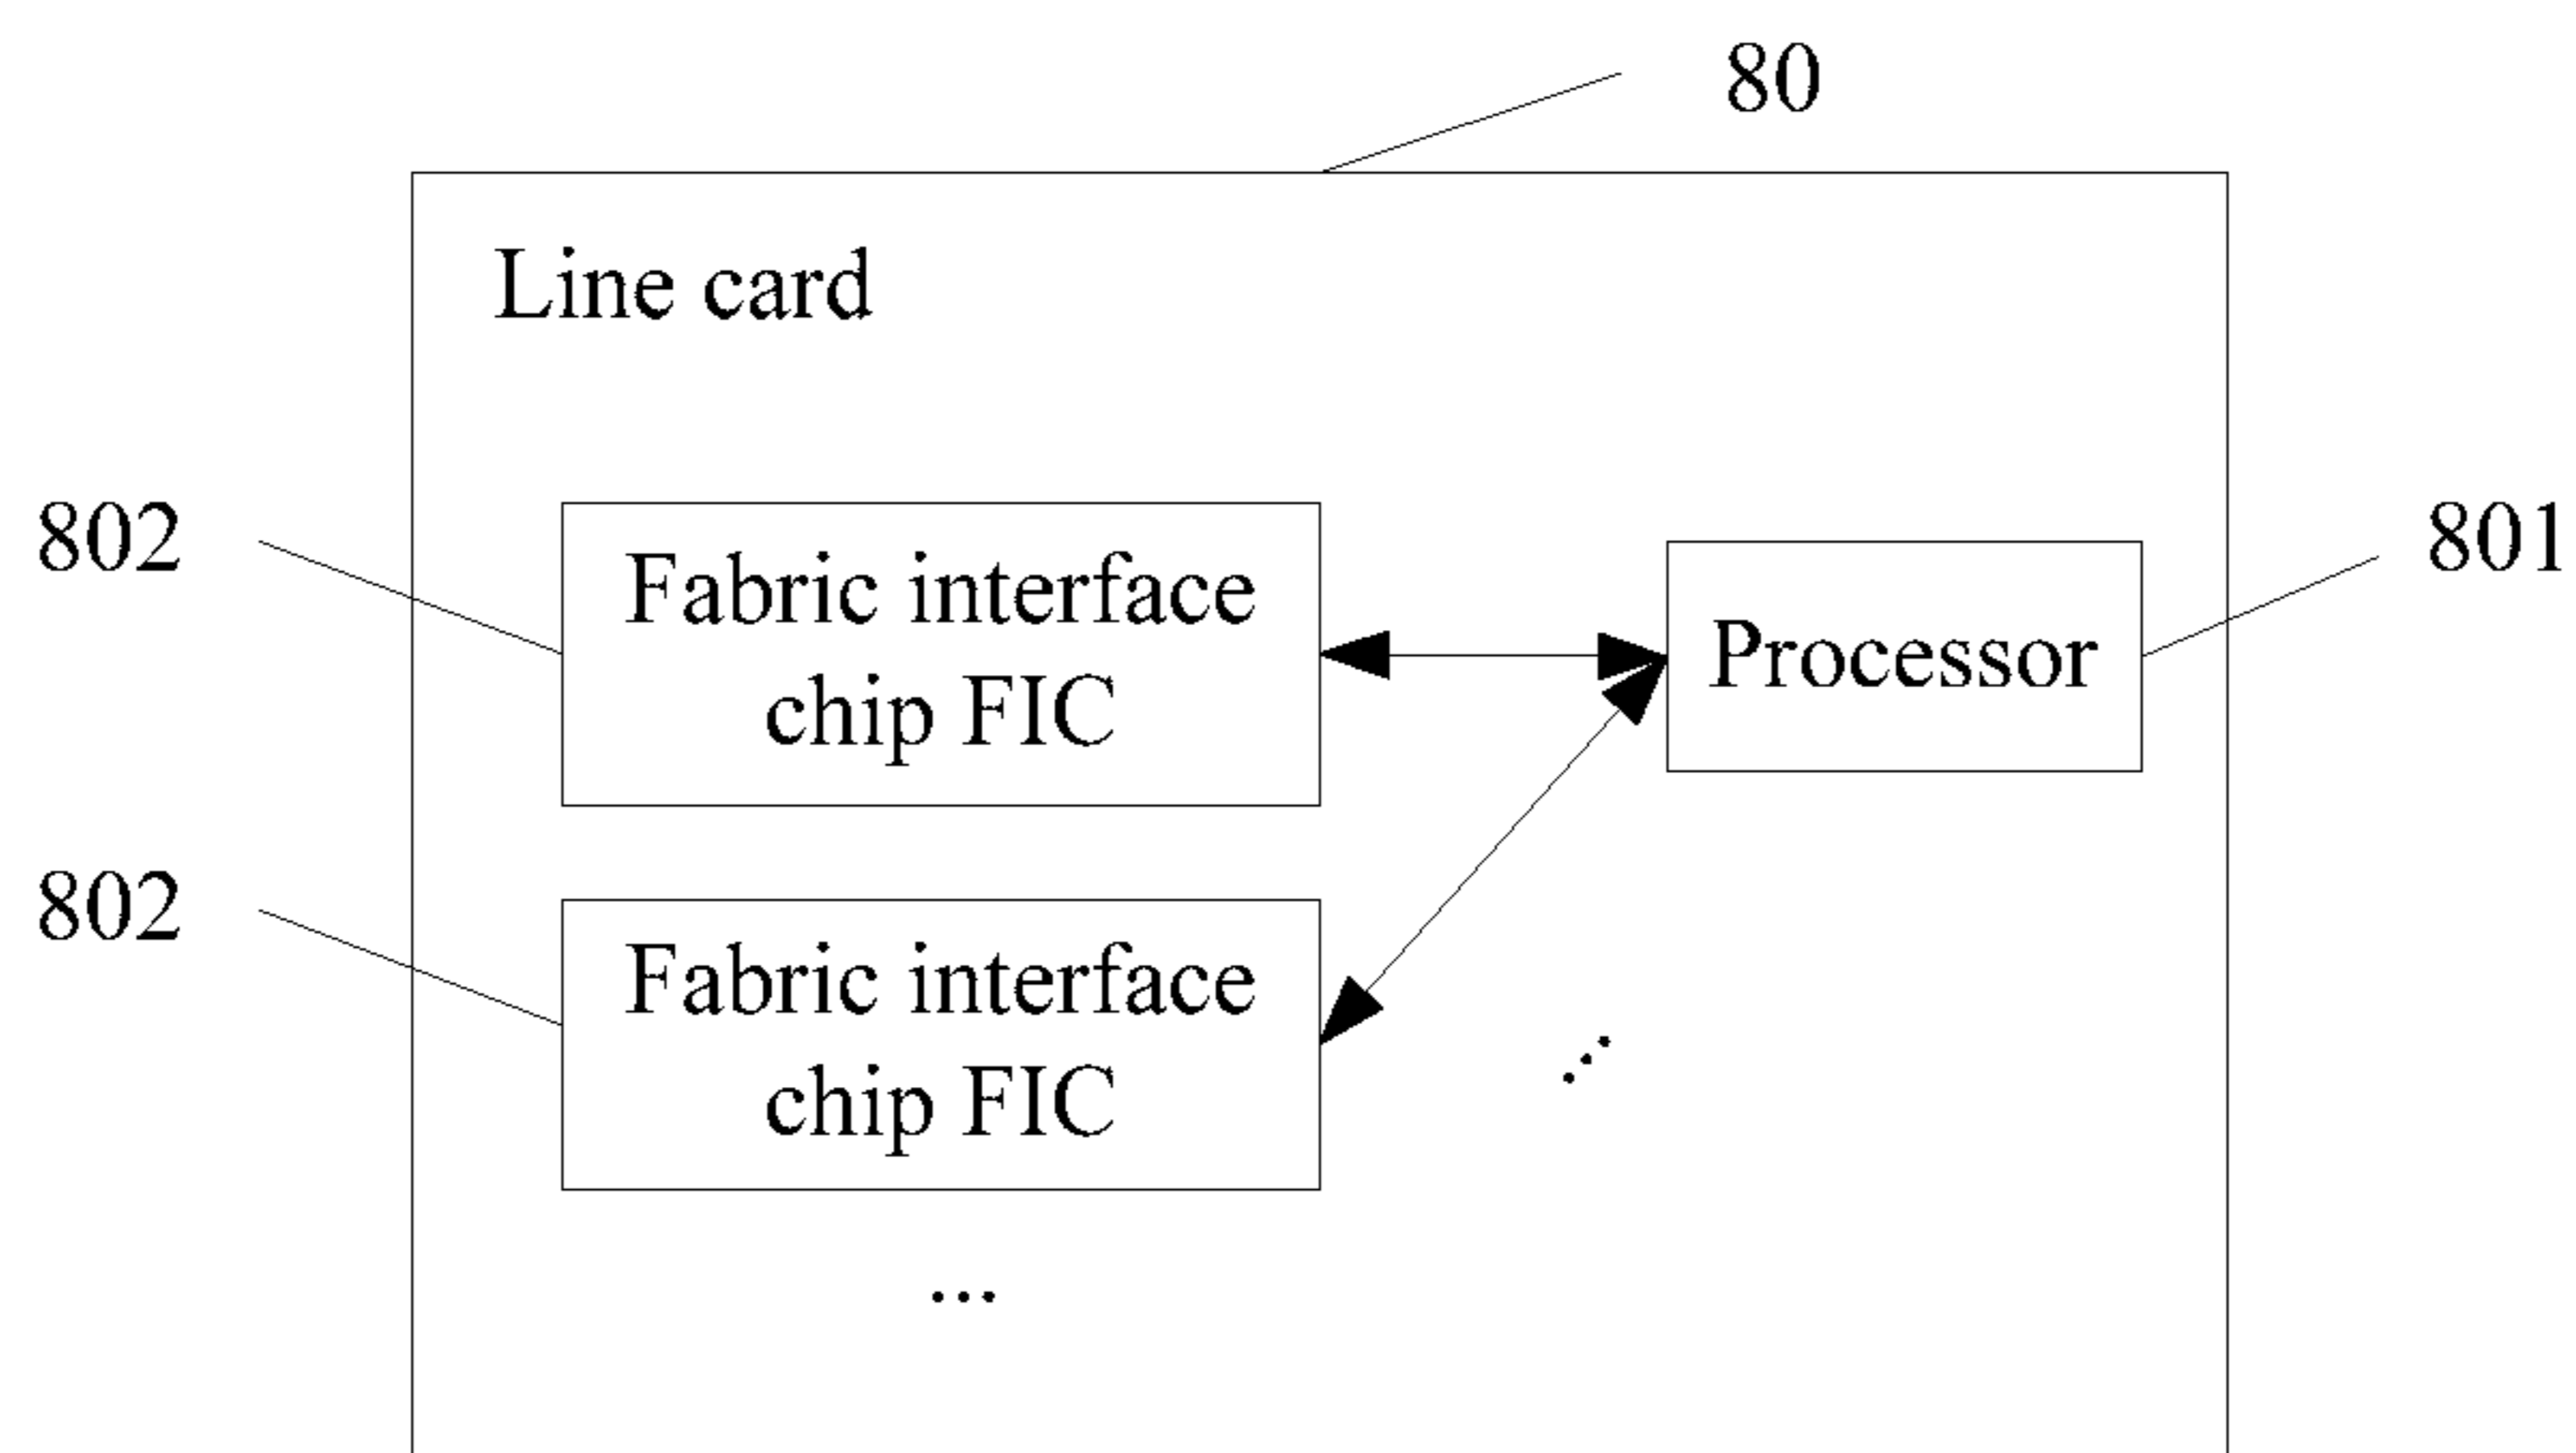 80
Line card
802
Fabric interface
chip FIC
Processor
801
802
Fabric interface
chip FIC
...
...